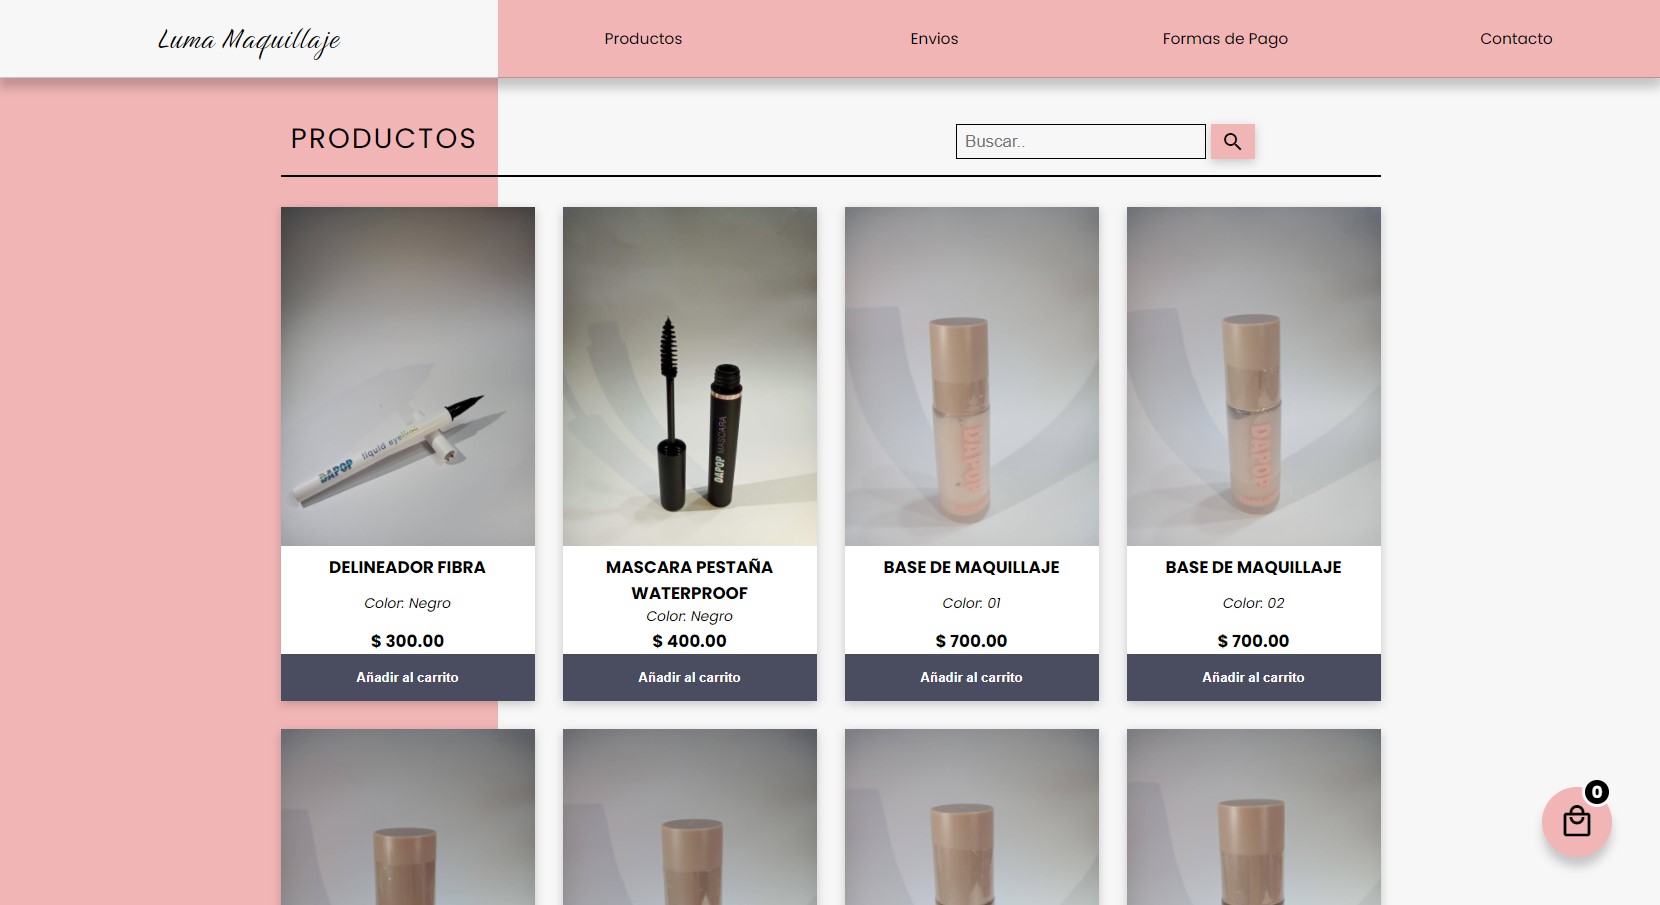 Luma Maquillaje
Productos
Envios
Formas de Pago
Contacto
PRODUCTOS
Buscar..
DAPOP liquid eyeliner
DAPOP MASCARA
DAPOP
DAPOP
DELINEADOR FIBRA
Color: Negro
$ 300.00
Añadir al carrito
MASCARA PESTAÑA
WATERPROOF
Color: Negro
$ 400.00
Añadir al carrito
BASE DE MAQUILLAJE
Color: 01
$ 700.00
Añadir al carrito
BASE DE MAQUILLAJE
Color: 02
$ 700.00
Añadir al carrito
0